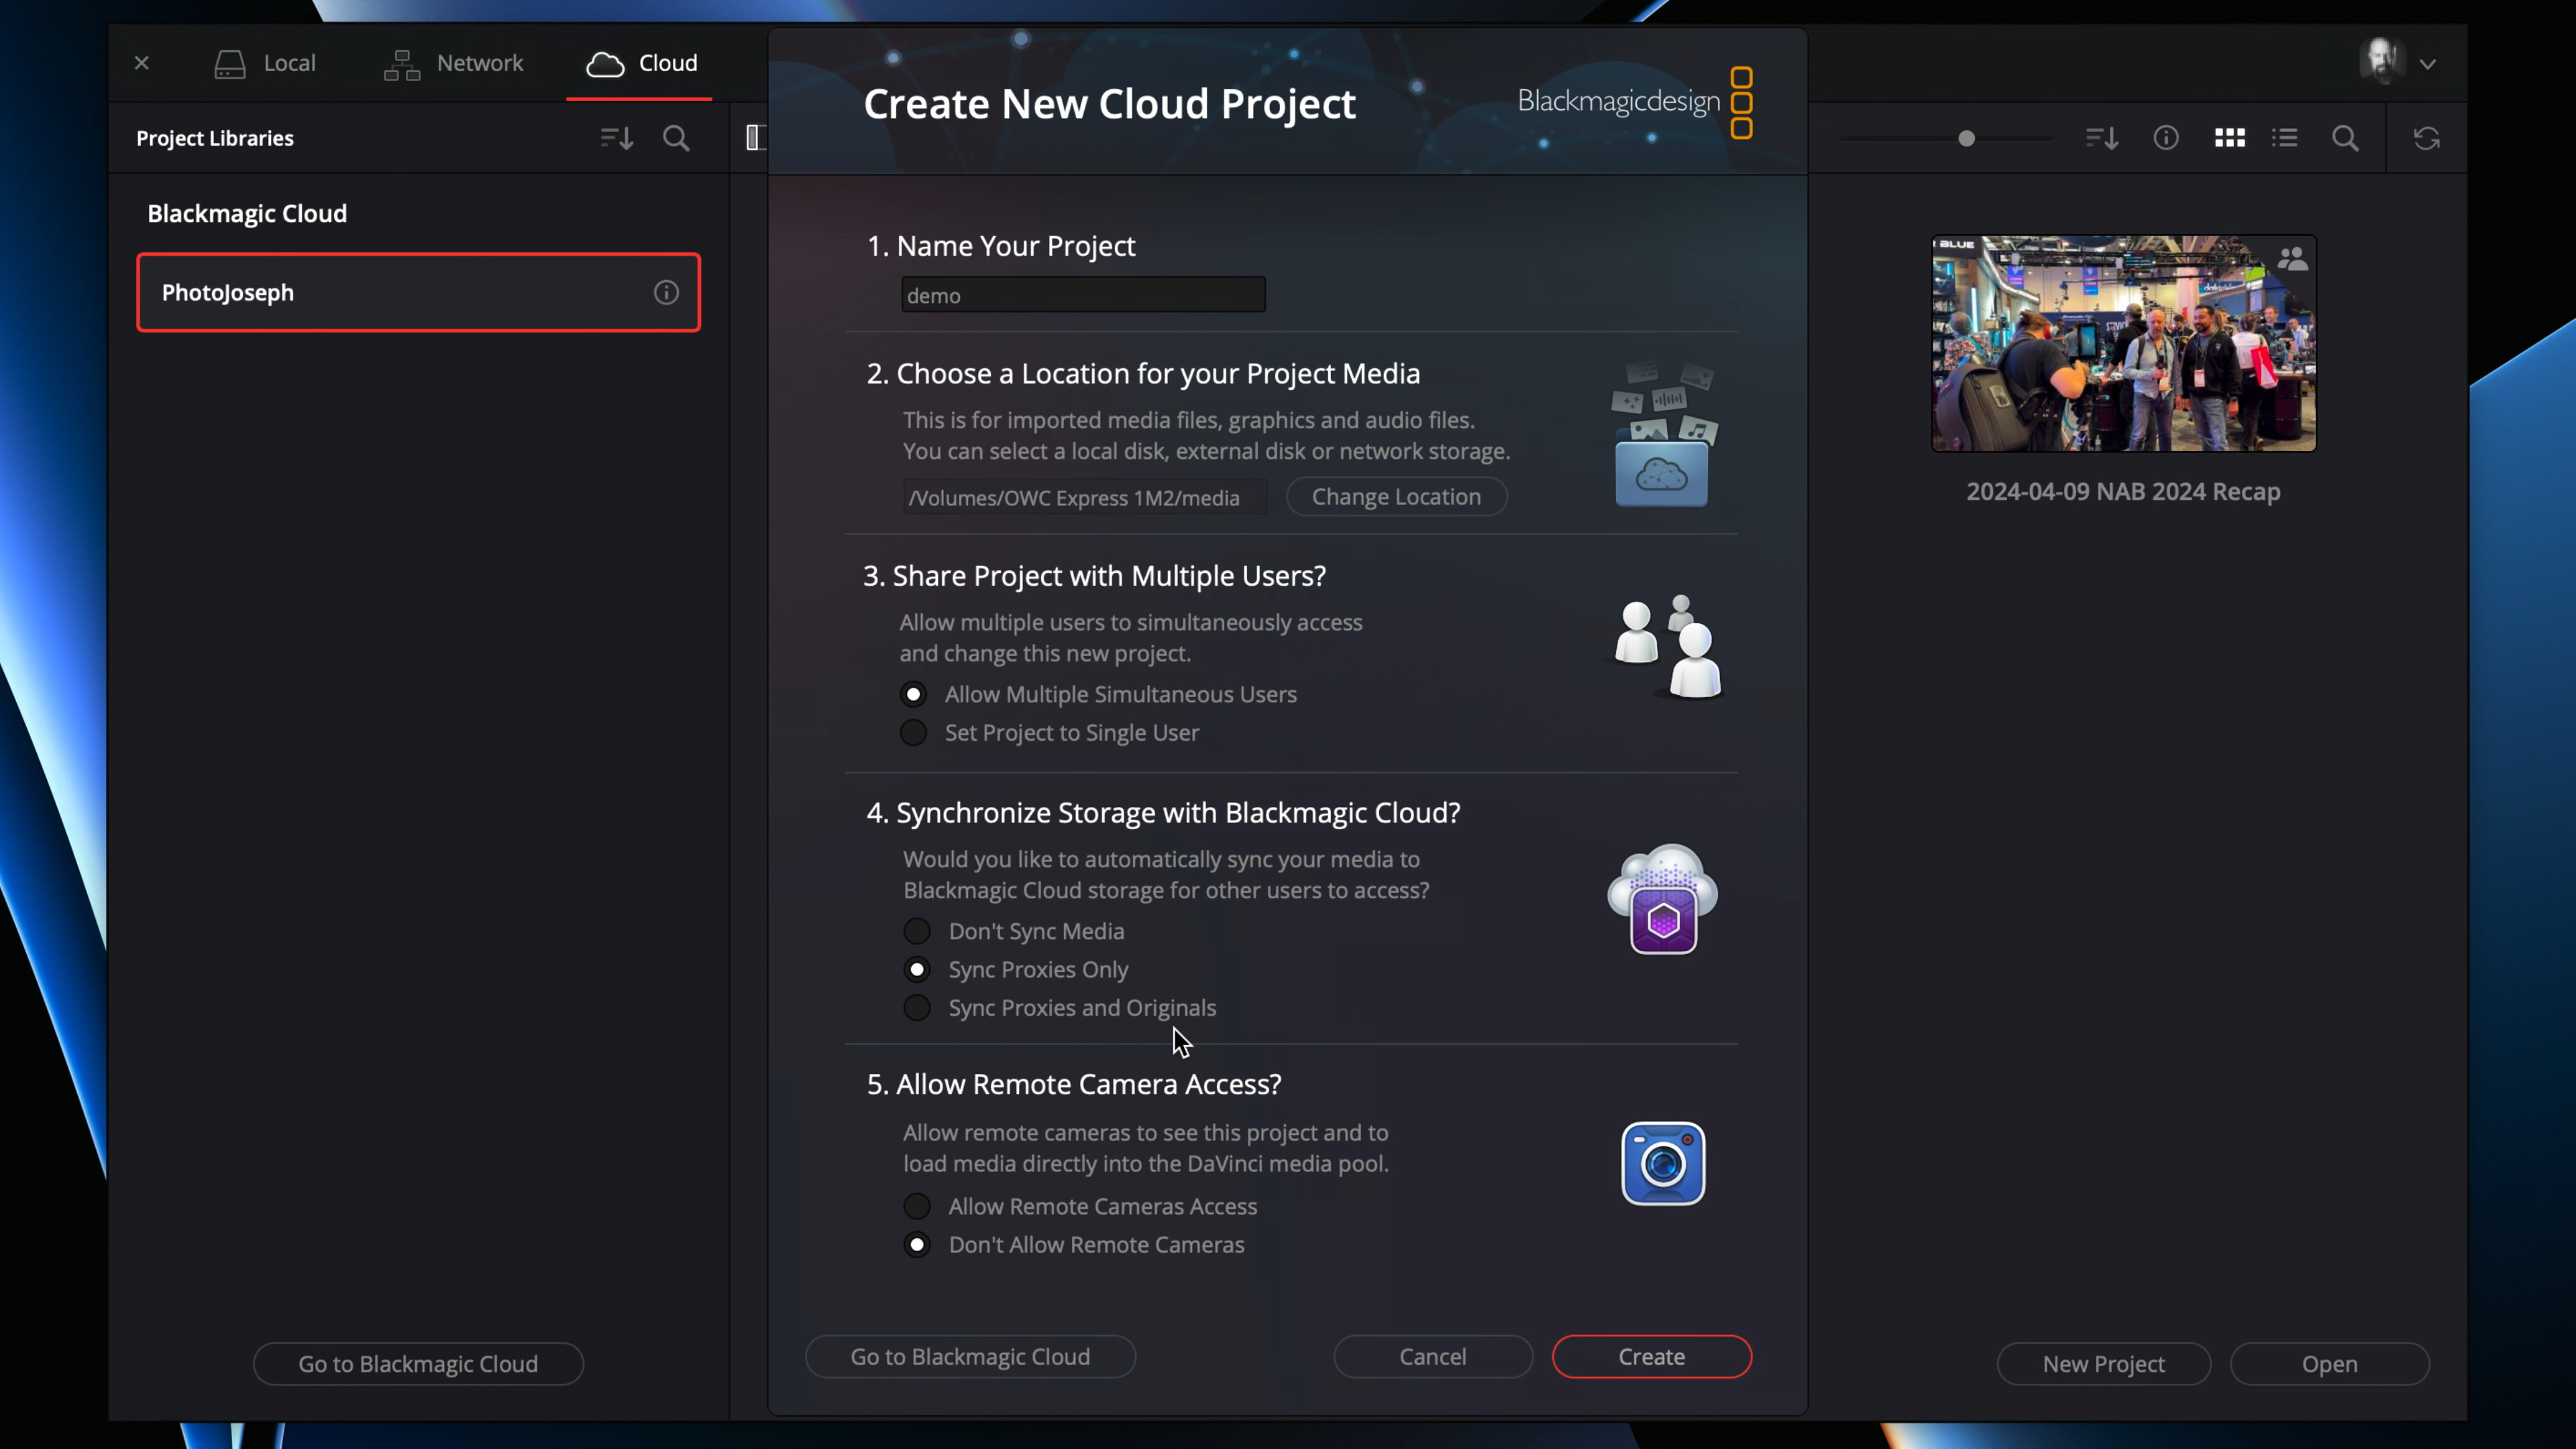 Local
Network
Cloud
Project Libraries
Blackmagic Cloud
PhotoJoseph
Go to Blackmagic Cloud
Create New Cloud Project
Blackmagicdesign
1. Name Your Project
demo
2. Choose a Location for your Project Media
This is for imported media files, graphics and audio files.
You can select a local disk, external disk or network storage.
/Volumes/OWC Express 1M2/media
Change Location
3. Share Project with Multiple Users?
Allow multiple users to simultaneously access
and change this new project.
Allow Multiple Simultaneous Users
Set Project to Single User
4. Synchronize Storage with Blackmagic Cloud?
Would you like to automatically sync your media to
Blackmagic Cloud storage for other users to access?
Don't Sync Media
Sync Proxies Only
Sync Proxies and Originals
5. Allow Remote Camera Access?
Allow remote cameras to see this project and to
load media directly into the DaVinci media pool.
Allow Remote Cameras Access
Don't Allow Remote Cameras
Go to Blackmagic Cloud
Cancel
Create
BLUE
2024-04-09 NAB 2024 Recap
New Project
Open